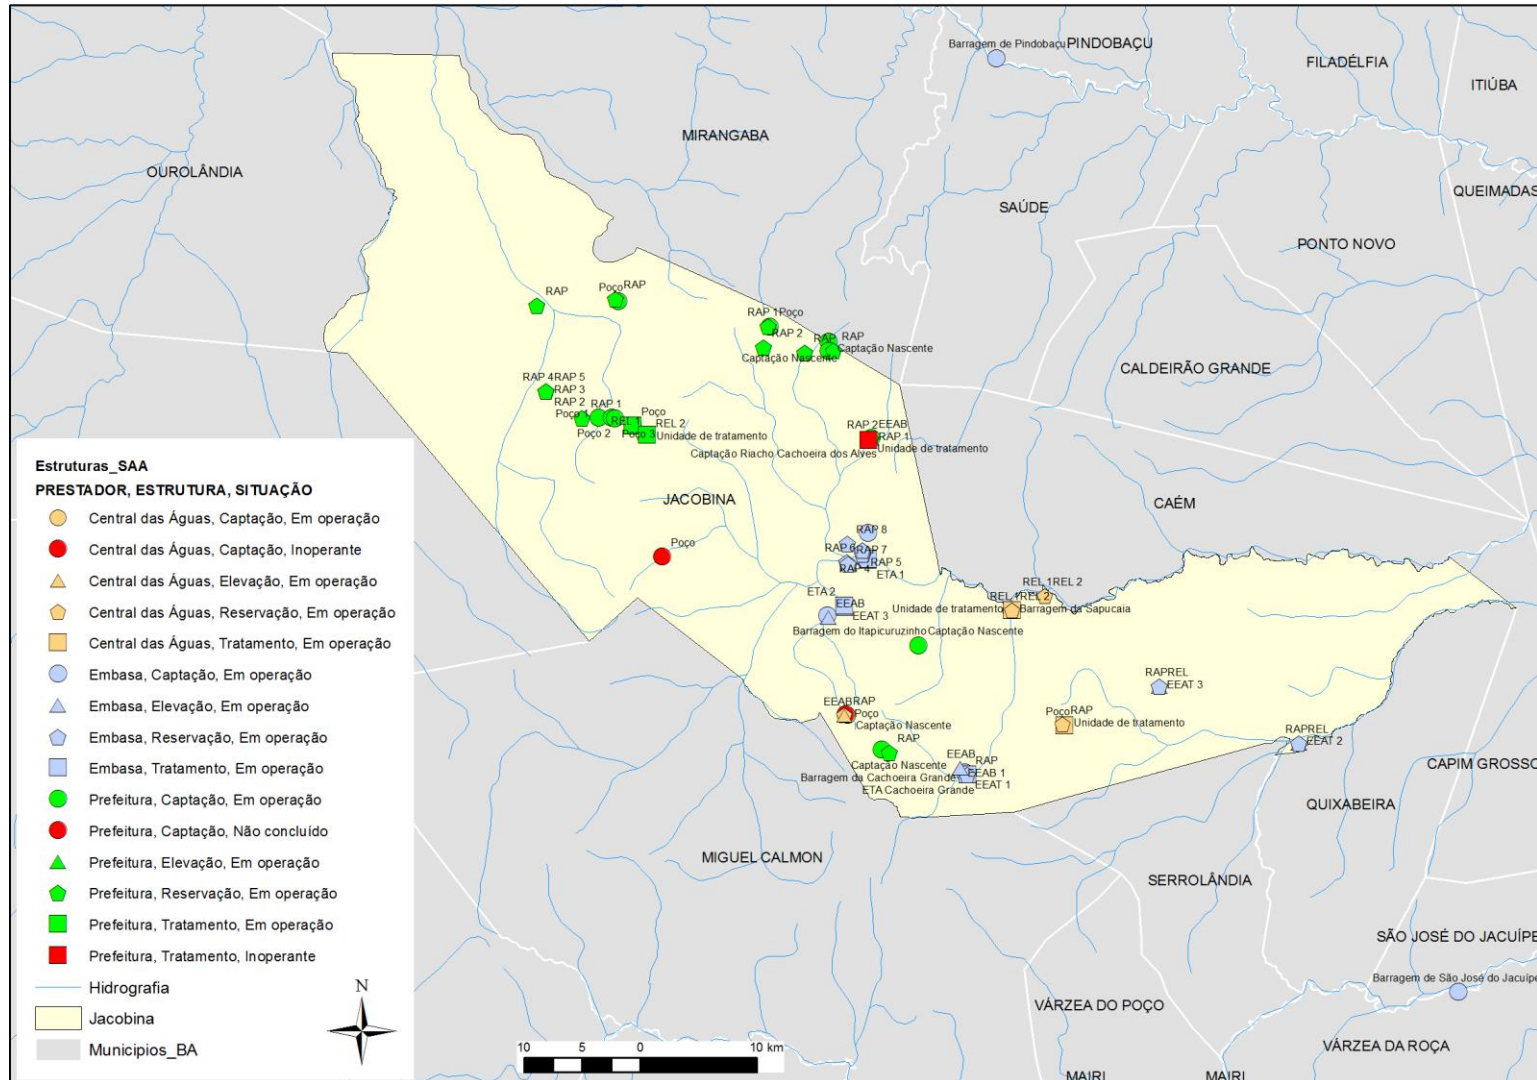 Barragem de Pindobaçu
PINDOBAÇU
FILADÉLFIA
ITIÚBA
MIRANGABA
OUROLÂNDIA
QUEIMADAS
SAÚDE
PONTO NOVO
RAP
Poço RAP
RAP 1 Poço
RAP 2
RAP
RAP
Captação Nascente
Captação Nascente
CALDEIRÃO GRANDE
RAP 4 RAP 5
RAP 3
RAP 2
RAP 1
Poço 1
REL 1
Poço
REL 2
Poço 2
Poço 3
Unidade de tratamento
RAP 2 EEAB
RAP 1
Unidade de tratamento
Captação Riacho Cachoeira dos Alves
JACOBINA
CAÉM
Poço
RAP 8
RAP 6
RAP 7
RAP 4
RAP 5
ETA 1
ETA 2
EEAB
EEAT 3
REL 1 REL 2
REL 1 REL 2
Unidade de tratamento
Barragem da Sapucaia
Barragem do Itapicuruzinho
Captação Nascente
RAPREL
EEAT 3
EEAB RAP
Poço
Captação Nascente
Poço RAP
Unidade de tratamento
RAPREL
EEAT 2
RAP
Captação Nascente
EEAB
RAP
Barragem da Cachoeira Grande
EEAB 1
ETA Cachoeira Grande
EEAT 1
CAPIM GROSSO
QUIXABEIRA
MIGUEL CALMON
SERROLÂNDIA
SÃO JOSÉ DO JACUÍPE
Barragem de São José do Jacuípe
VÁRZEA DO POÇO
VÁRZEA DA ROÇA
MAIRI
MAIRI
Estruturas_SAA
PRESTADOR, ESTRUTURA, SITUAÇÃO
Central das Águas, Captação, Em operação
Central das Águas, Captação, Inoperante
Central das Águas, Elevação, Em operação
Central das Águas, Reservação, Em operação
Central das Águas, Tratamento, Em operação
Embasa, Captação, Em operação
Embasa, Elevação, Em operação
Embasa, Reservação, Em operação
Embasa, Tratamento, Em operação
Prefeitura, Captação, Em operação
Prefeitura, Captação, Não concluído
Prefeitura, Elevação, Em operação
Prefeitura, Reservação, Em operação
Prefeitura, Tratamento, Em operação
Prefeitura, Tratamento, Inoperante
Hidrografia
Jacobina
Municipios_BA
N
10 5 0 10 km